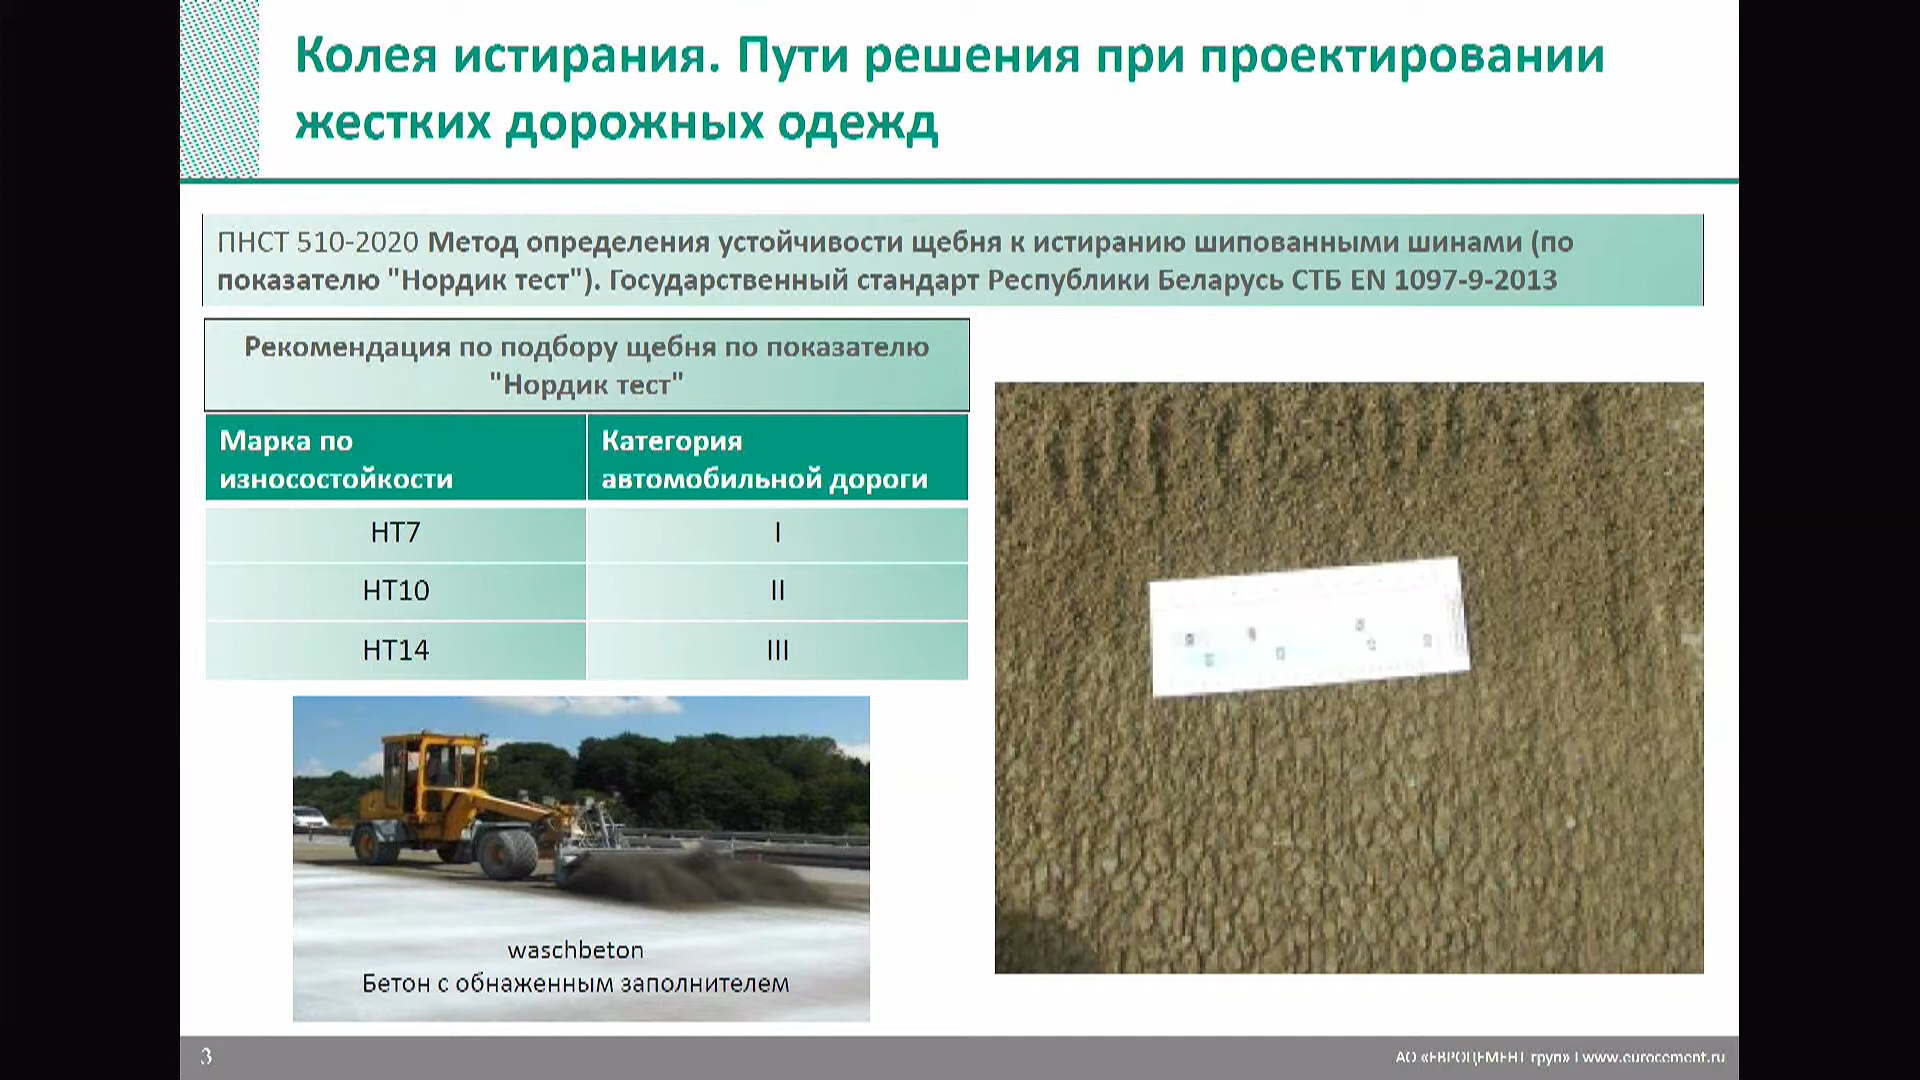 Колея истирания. Пути решения при проектировании
жестких дорожных одежд
ПНСТ 510-2020 Метод определения устойчивости щебня к истиранию шипованными шинами (по
показателю "Нордик тест"). Государственный стандарт Республики Беларусь СТБ EN 1097-9-2013
Рекомендация по подбору щебня по показателю
"Нордик тест"
Марка по
износостойкости
Категория
автомобильной дороги
НТ7
I
НТ10
II
НТ14
III
waschbeton
Бетон с обнаженным заполнителем
3
АО «ЕВРОЦЕМЕНТ груп» | www.eurocement.ru